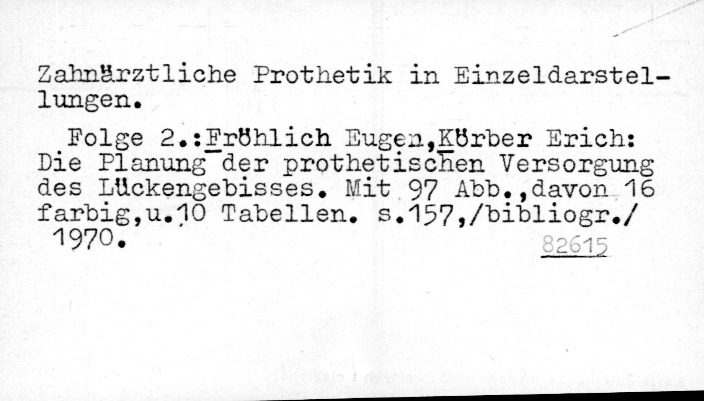 Zahnärztliche Prothetik in Einzeldarstel-
lungen.
Folge 2.:Fröhlich Eugen,Körber Erich:
Die Planung der prothetischen Versorgung
des Lückengebisses. Mit 97 Abb.,davon 16
farbig,u.10 Tabellen. s.157,/bibliogr./
1970.
82615